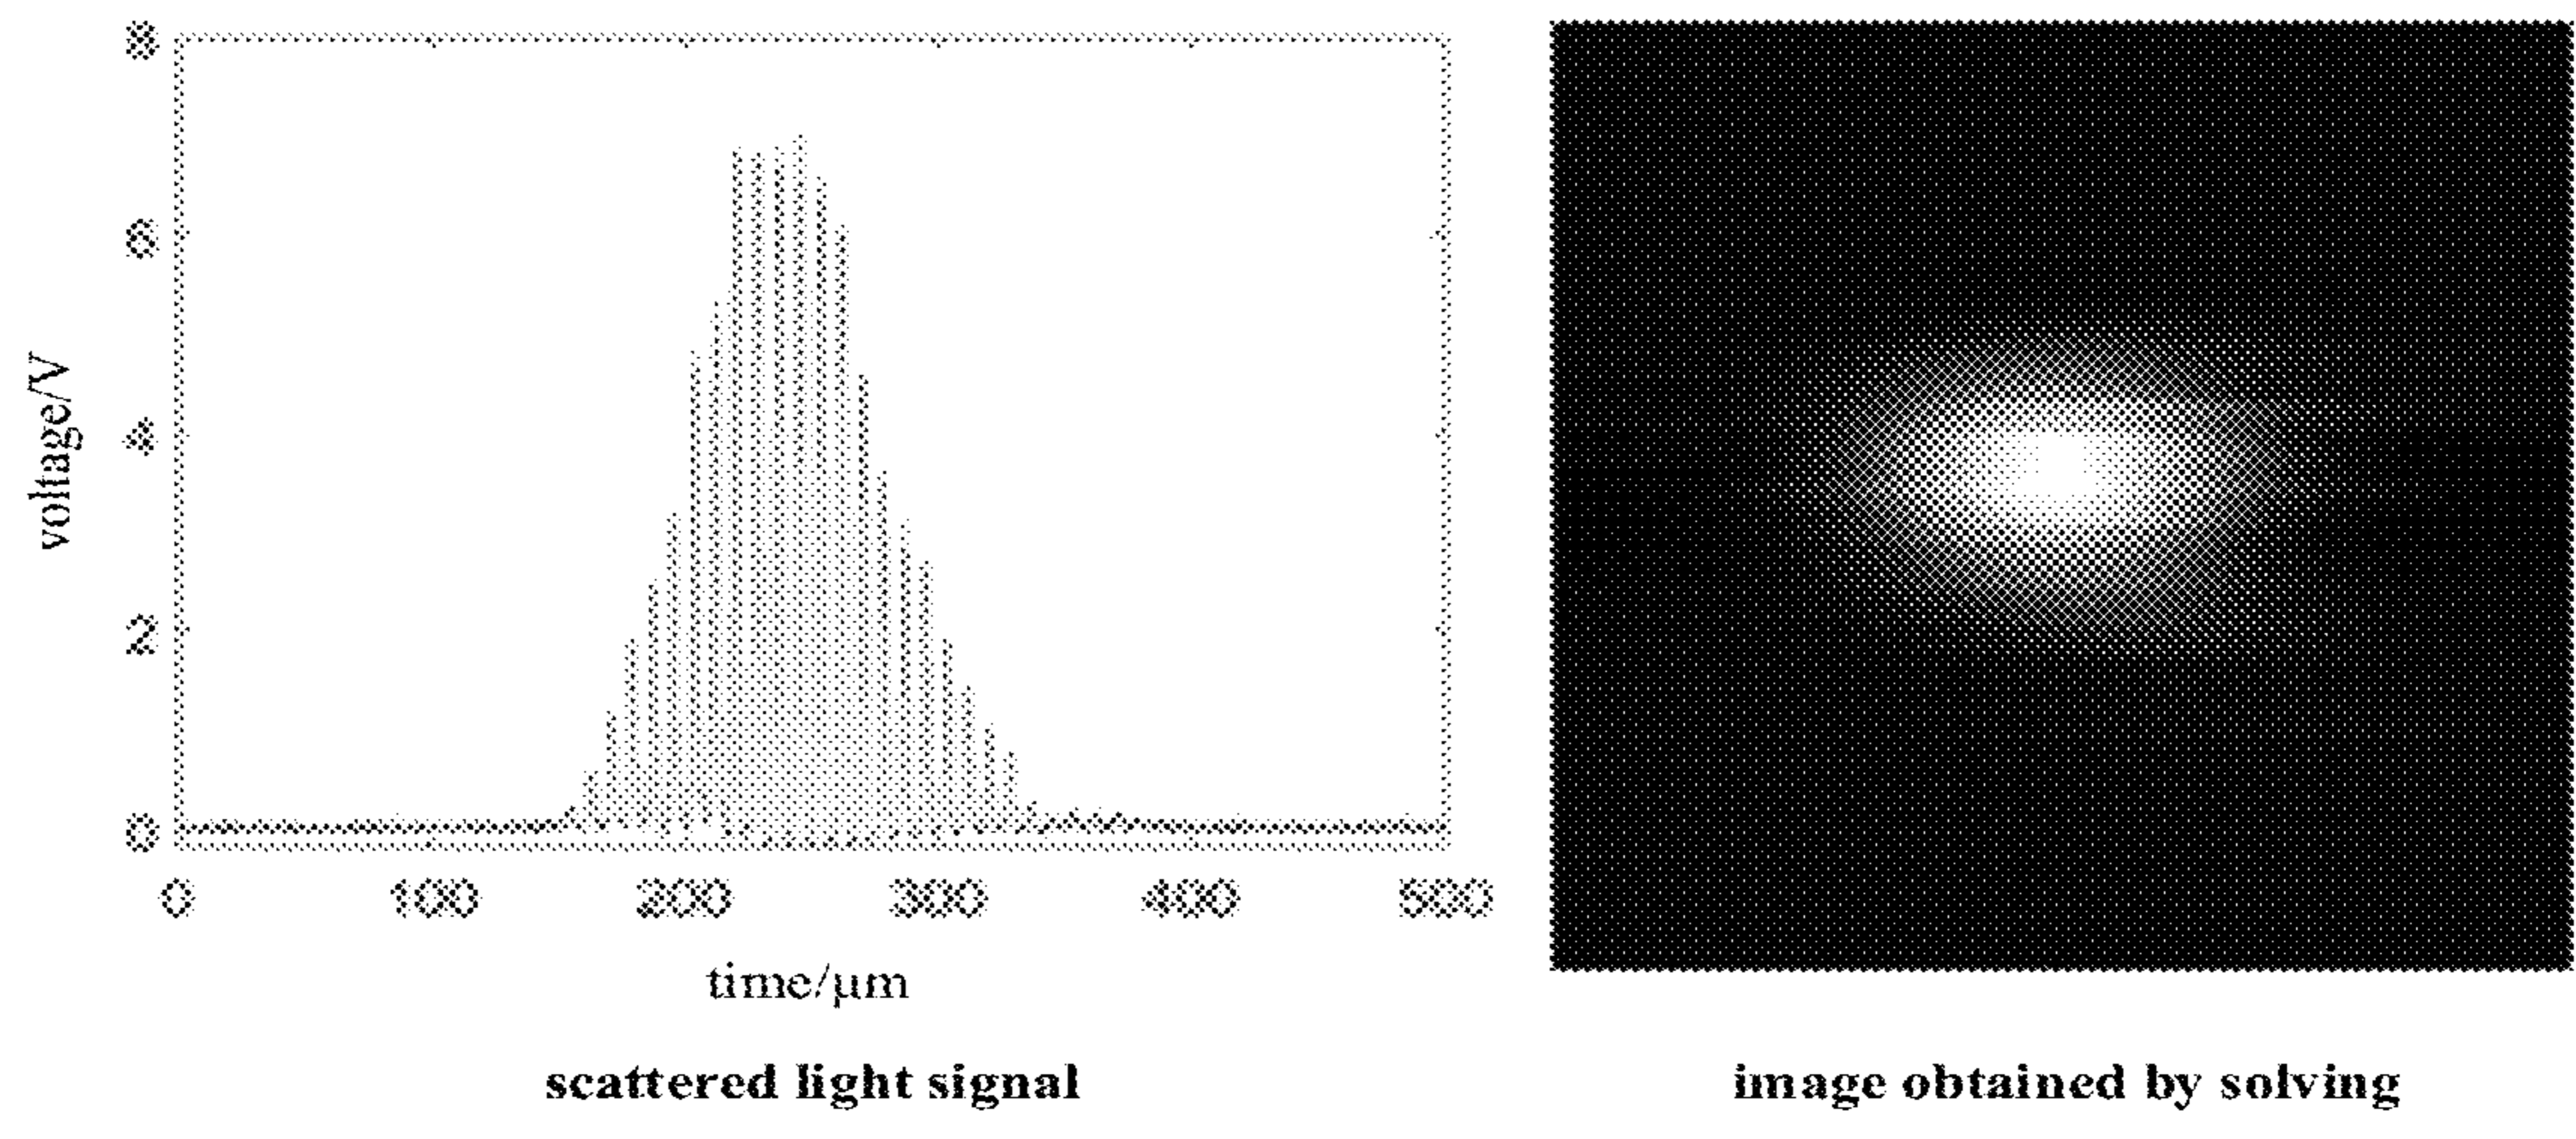 8
6
4
2
0
voltage/V
0 100 200 300 400 500
time/μm
scattered light signal
image obtained by solving